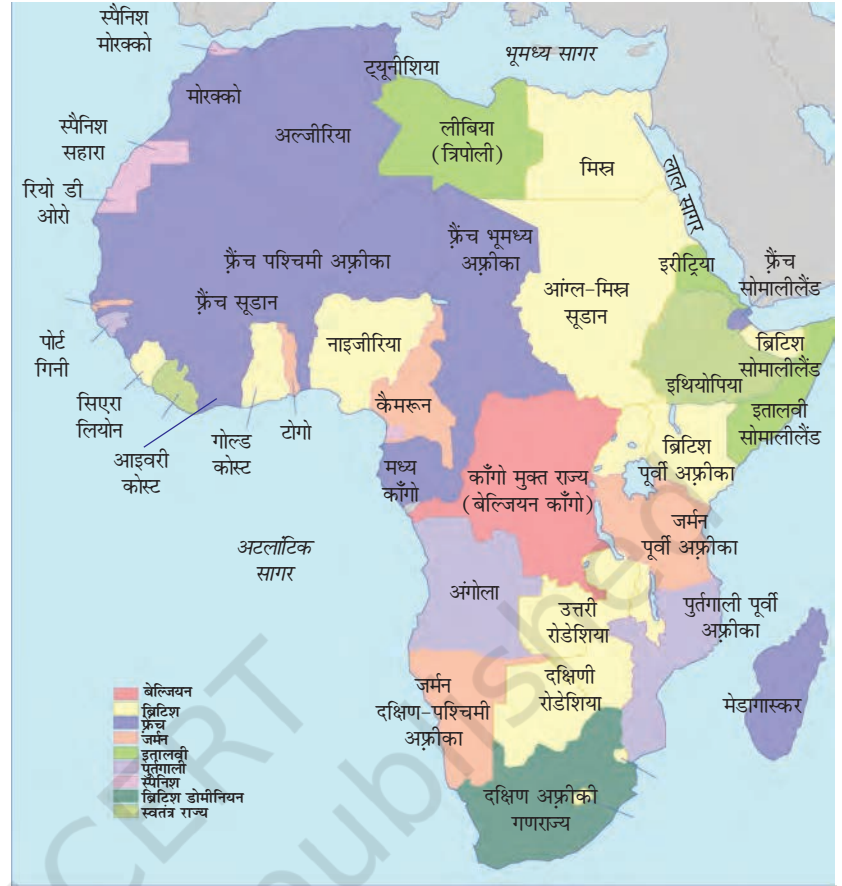 स्पैनिश
मोरक्को
भूमध्य सागर
ट्यूनीशिया
मोरक्को
अल्जीरिया
लीबिया
(त्रिपोली)
मिस्र
स्पैनिश
सहारा
लाल सागर
रियो डी
ओरो
फ़्रैंच पश्चिमी अफ़्रीका
फ़्रैंच भूमध्य
अफ़्रीका
इरीट्रिया
फ़्रैंच
सोमालीलैंड
फ़्रैंच सूडान
आंग्ल-मिस्र
सूडान
पोर्ट
गिनी
नाइजीरिया
ब्रिटिश
सोमालीलैंड
इथियोपिया
सिएरा
लियोन
कैमरून
इतालवी
सोमालीलैंड
आइवरी
कोस्ट
गोल्ड
कोस्ट
टोगो
ब्रिटिश
पूर्वी अफ़्रीका
मध्य
काँगो
काँगो मुक्त राज्य
(बेल्जियन काँगो)
जर्मन
पूर्वी अफ़्रीका
अटलांटिक
सागर
अंगोला
उत्तरी
रोडेशिया
पुर्तगाली पूर्वी
अफ़्रीका
जर्मन
दक्षिण-पश्चिमी
अफ़्रीका
दक्षिणी
रोडेशिया
मेडागास्कर
दक्षिण अफ़्रीकी
गणराज्य
बेल्जियन
ब्रिटिश
फ़्रैंच
जर्मन
इतालवी
पूर्तगाली
स्पैनिश
ब्रिटिश डोमीनियन
स्वतंत्र राज्य